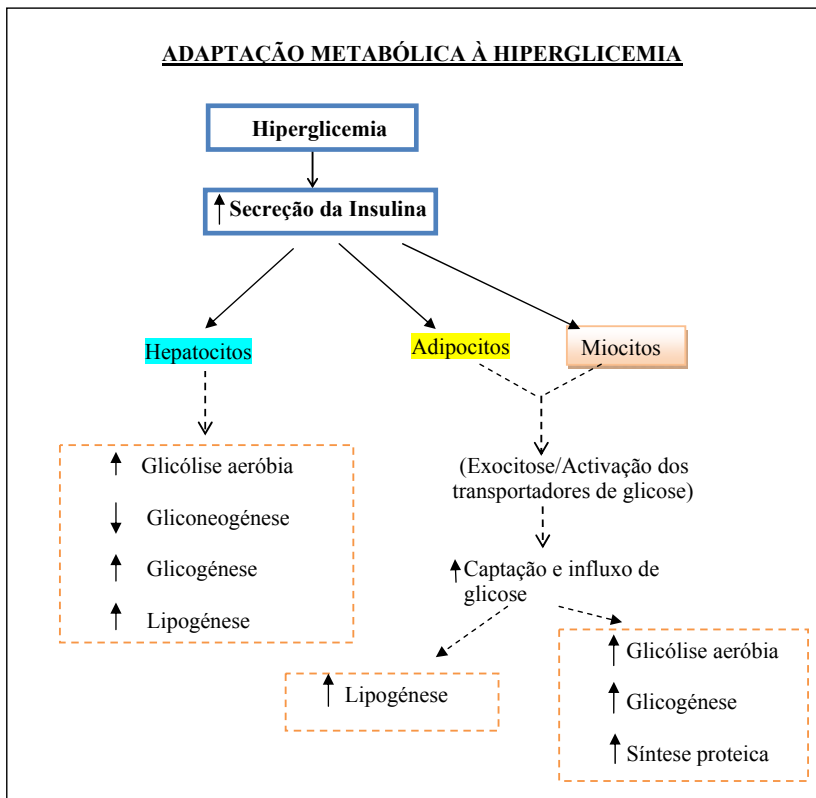 ADAPTAÇÃO METABÓLICA À HIPERGLICEMIA
Hiperglicemia
Secreção da Insulina
Hepatocitos
Adipocitos
Miocitos
Glicólise aeróbia
Gliconeogénese
Glicogénese
Lipogénese
(Exocitose/Activação dos
transportadores de glicose)
Captação e influxo de
glicose
Lipogénese
Glicólise aeróbia
Glicogénese
Síntese proteica